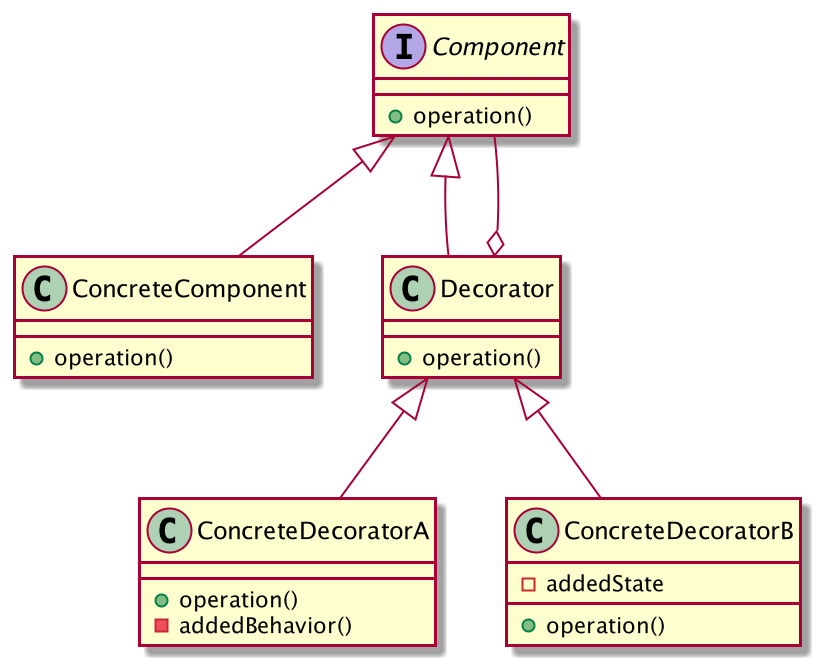 I Component
operation()
C ConcreteComponent
operation()
C Decorator
operation()
C ConcreteDecoratorA
operation()
addedBehavior()
C ConcreteDecoratorB
addedState
operation()